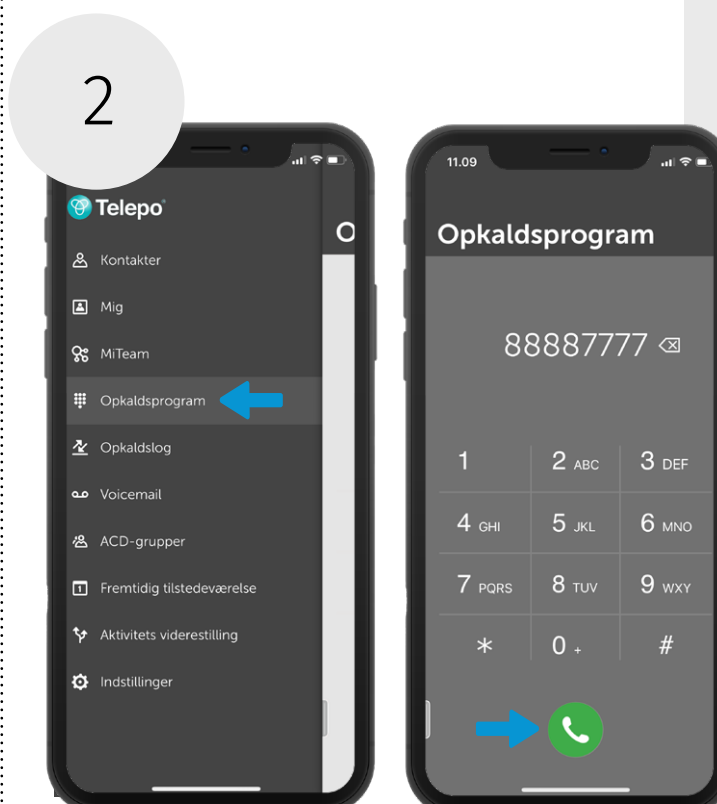 2
Telepo
Kontakter
Mig
MiTeam
Opkaldsprogram
Opkaldslog
Voicemail
ACD-grupper
1
Fremtidig tilstedeværelse
Aktivitets viderestilling
Indstillinger
O
11.09
Opkaldsprogram
88887777
1 2 ABC 3 DEF
4 GHI 5 JKL 6 MNO
7 PQRS 8 TUV 9 WXY
* 0 + #